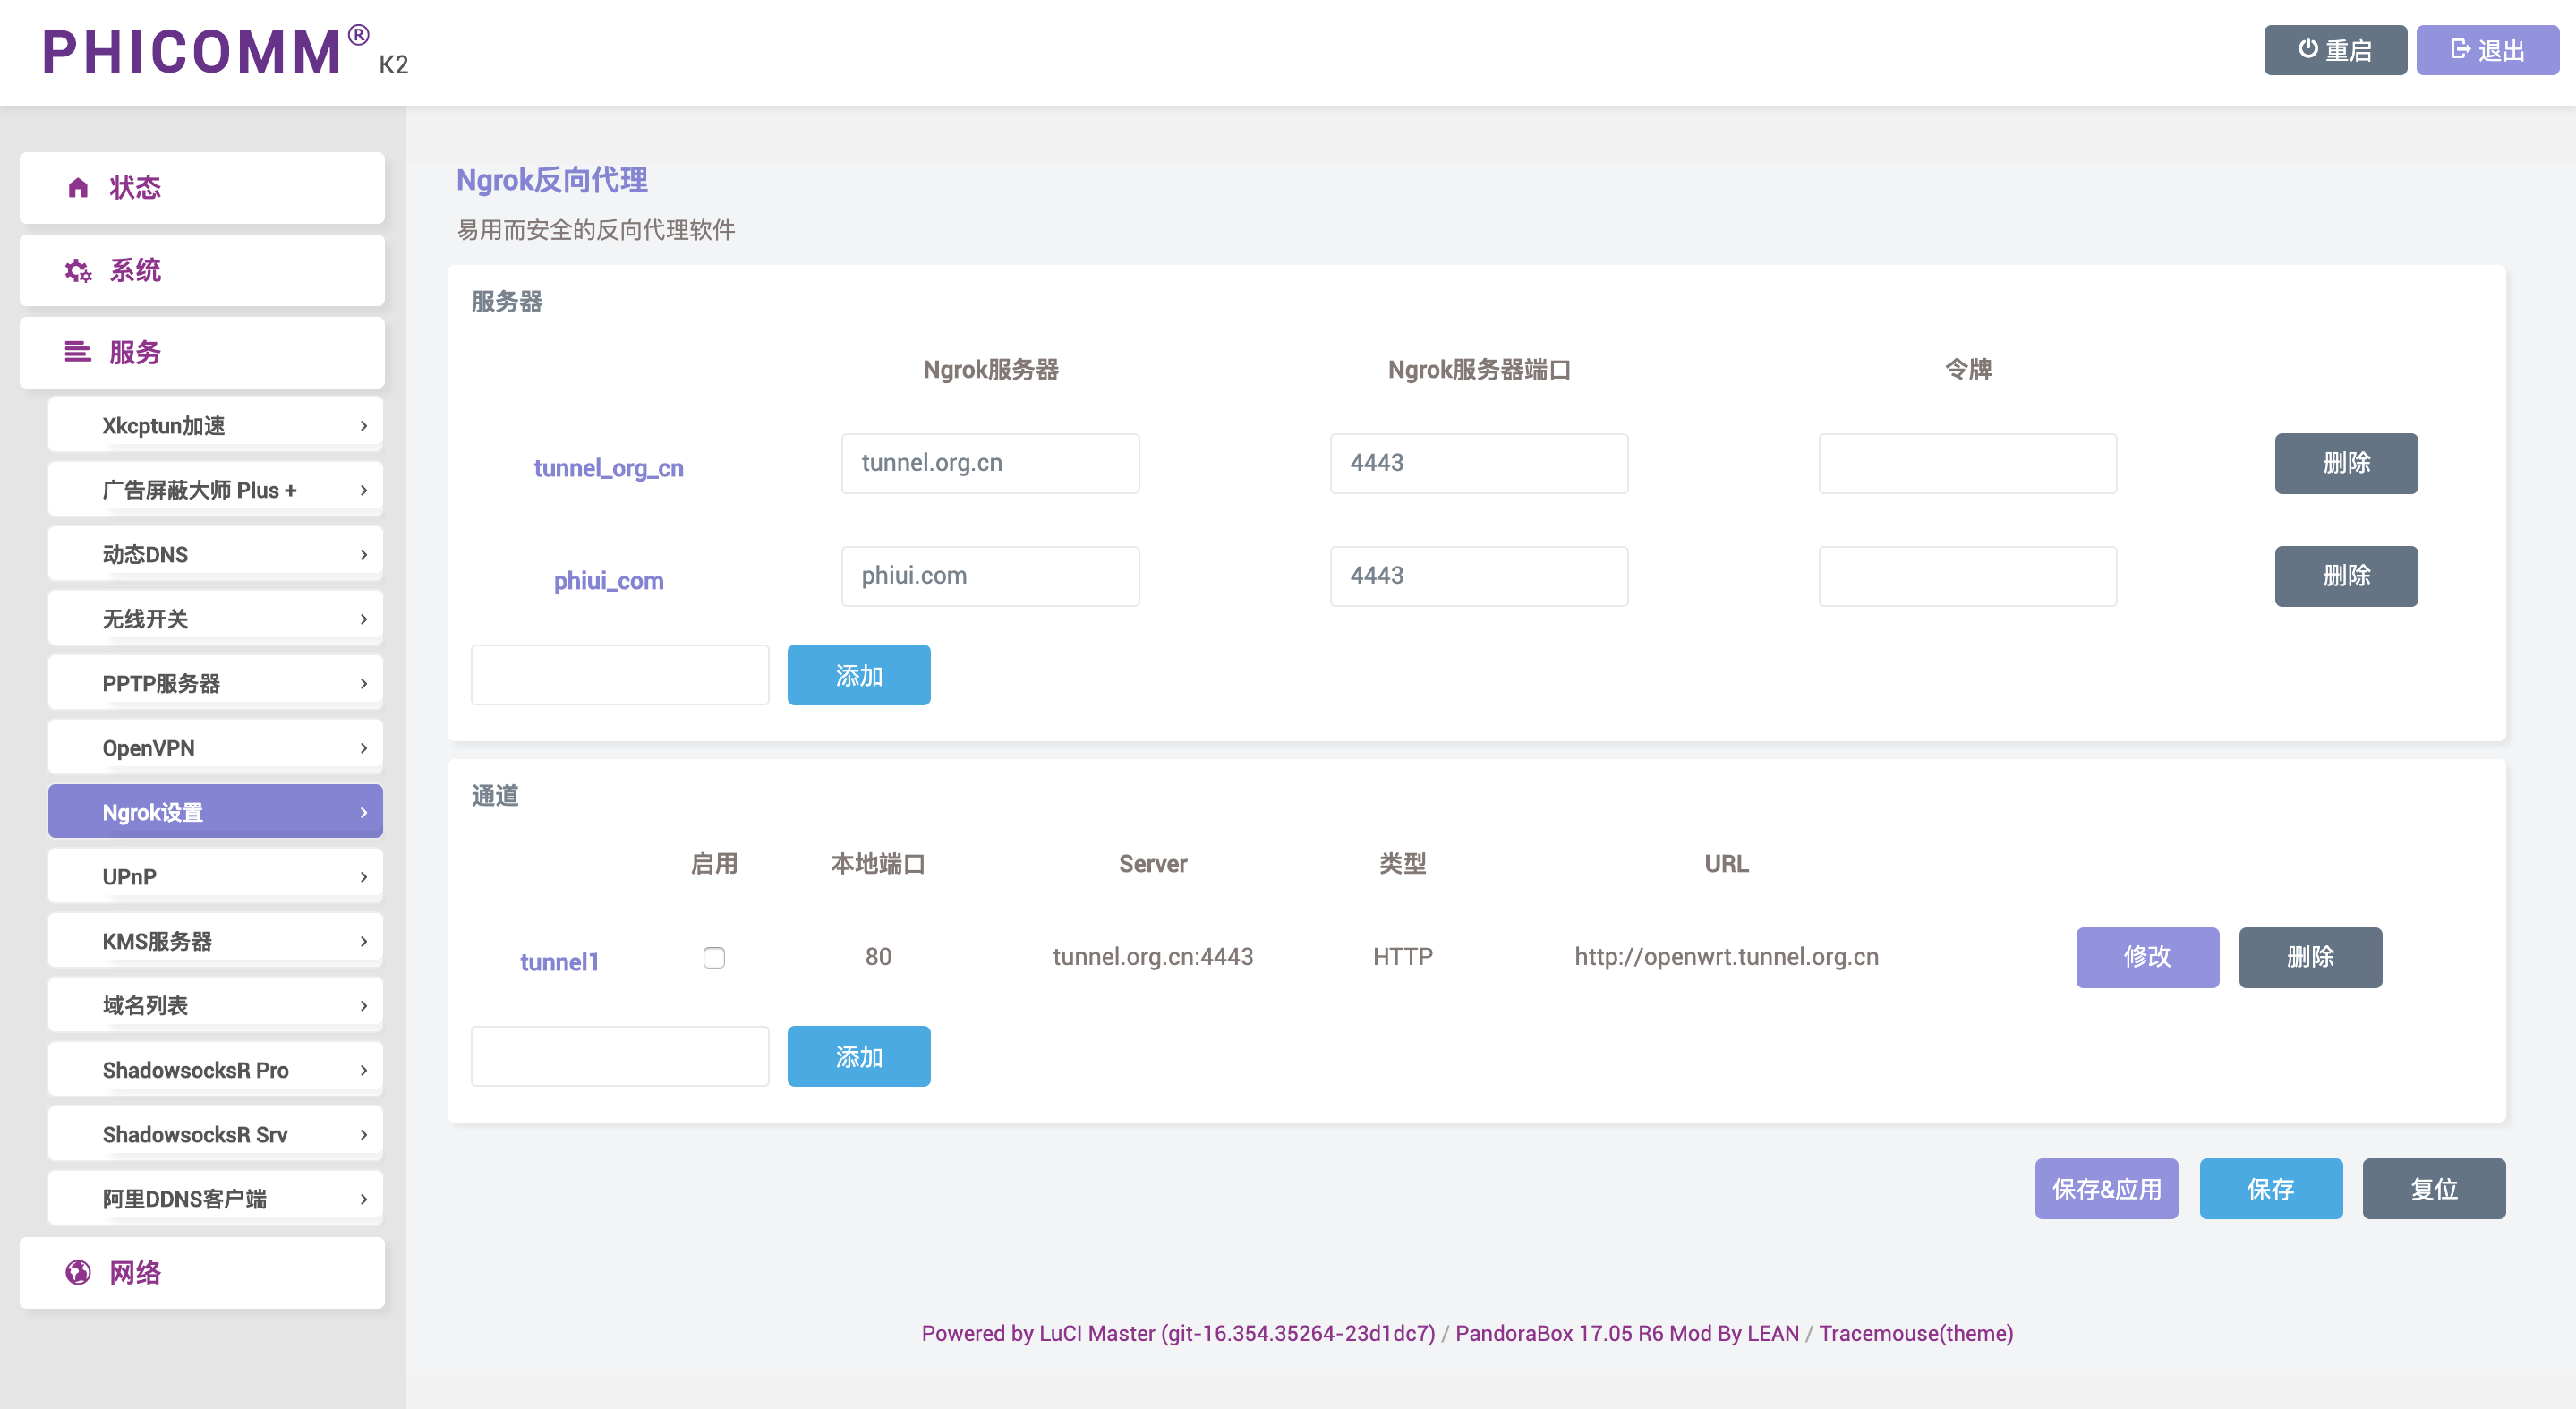 PHICOMM® K2
重启
退出
状态
系统
服务
Xkcptun加速
广告屏蔽大师 Plus +
动态DNS
无线开关
PPTP服务器
OpenVPN
Ngrok设置
UPnP
KMS服务器
域名列表
ShadowsocksR Pro
ShadowsocksR Srv
阿里DDNS客户端
网络
Ngrok反向代理
易用而安全的反向代理软件
服务器
Ngrok服务器 Ngrok服务器端口 令牌
tunnel_org_cn tunnel.org.cn 4443 删除
phiui_com phiui.com 4443 删除
添加
通道
启用 本地端口 Server 类型 URL
tunnel1 80 tunnel.org.cn:4443 HTTP http://openwrt.tunnel.org.cn 修改 删除
添加
保存&应用 保存 复位
Powered by LuCI Master (git-16.354.35264-23d1dc7) / PandoraBox 17.05 R6 Mod By LEAN / Tracemouse(theme)